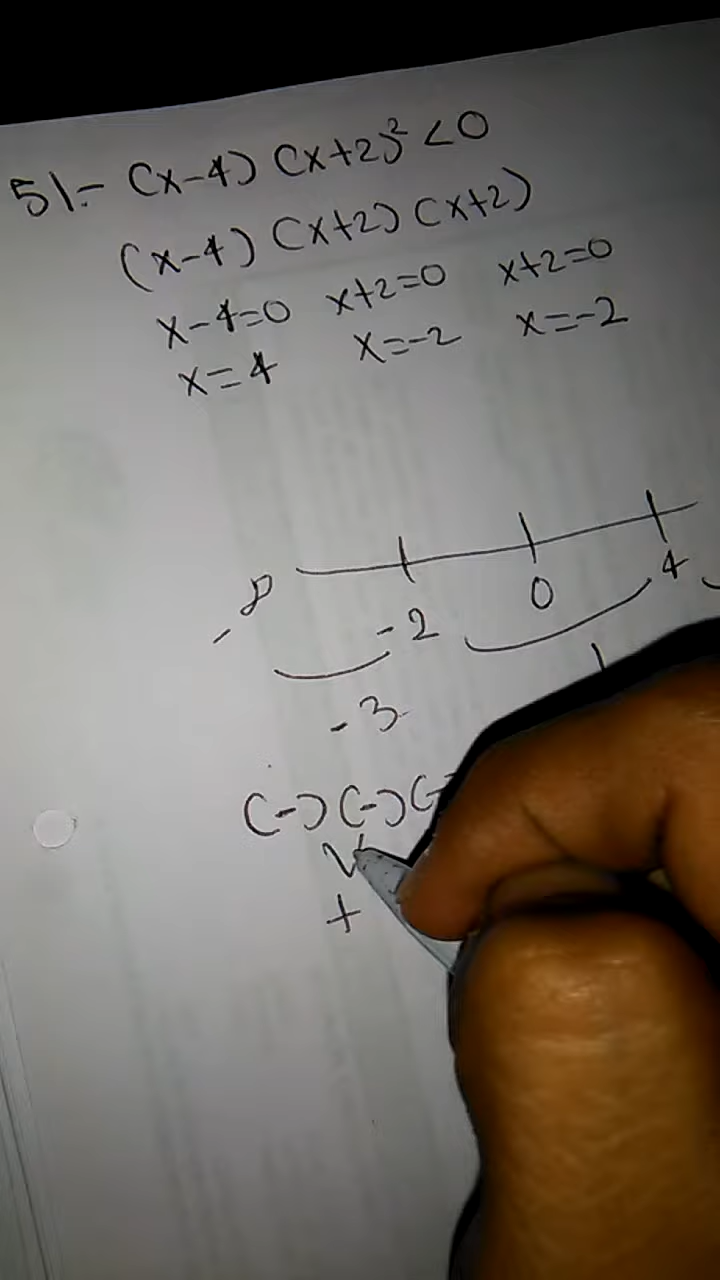 51:- (x-4) (x+2)² <0
(x-4) (x+2) (x+2)
x-4=0 x+2=0 x+2=0
x=4 x=-2 x=-2
-∞ -2 0 4
-3
(-) (-) (-
+